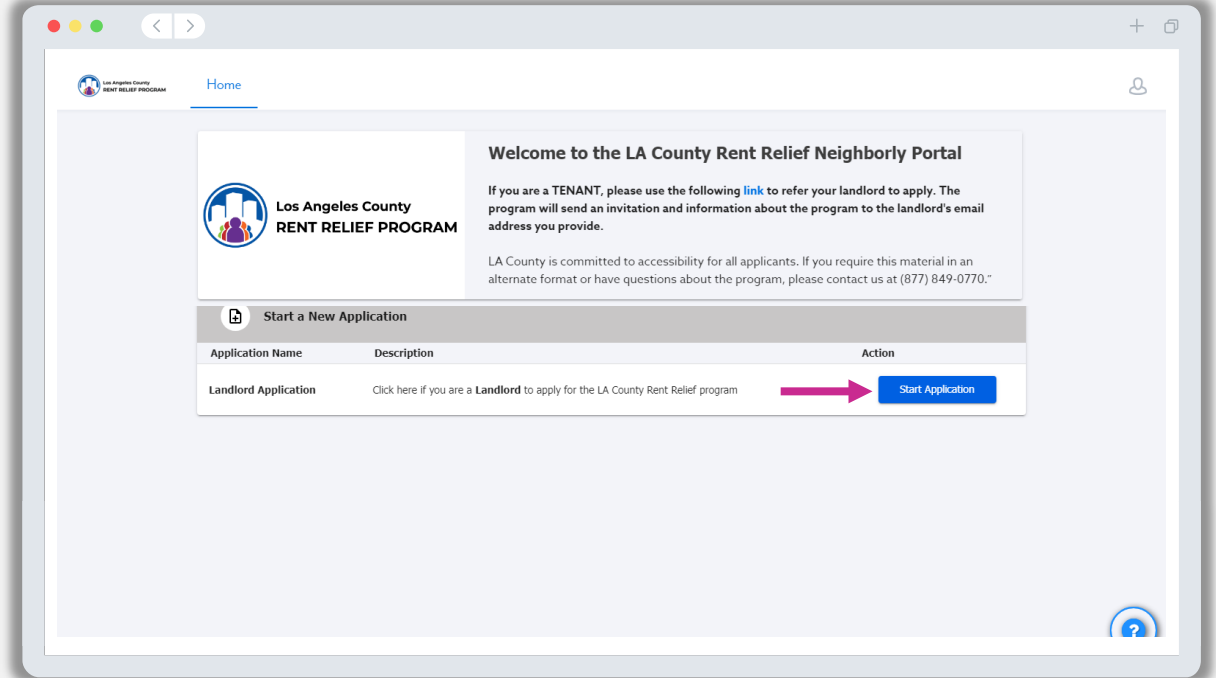 Los Angeles County
RENT RELIEF PROGRAM
Home
Los Angeles County
RENT RELIEF PROGRAM
Welcome to the LA County Rent Relief Neighborly Portal
If you are a TENANT, please use the following link to refer your landlord to apply. The
program will send an invitation and information about the program to the landlord's email
address you provide.
LA County is committed to accessibility for all applicants. If you require this material in an
alternate format or have questions about the program, please contact us at (877) 849-0770."
Start a New Application
Application Name Description Action
Landlord Application Click here if you are a Landlord to apply for the LA County Rent Relief program Start Application
?